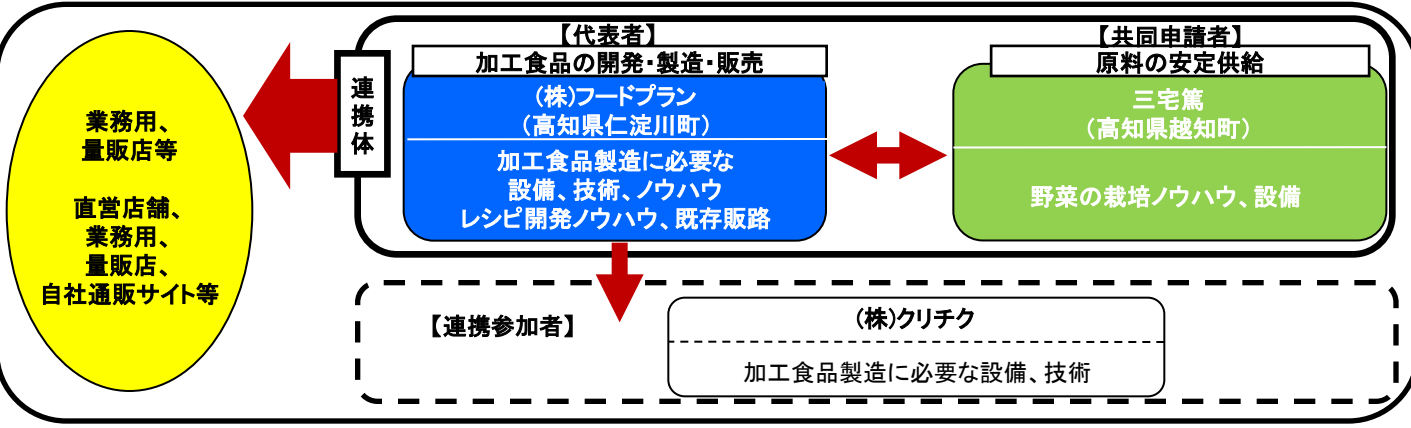 業務用、
量販店等
直営店舗、
業務用、
量販店、
自社通販サイト等
連
携
体
【代表者】
加工食品の開発・製造・販売
(株)フードプラン
(高知県仁淀川町)
加工食品製造に必要な
設備、技術、ノウハウ
レシピ開発ノウハウ、既存販路
【共同申請者】
原料の安定供給
三宅篤
(高知県越知町)
野菜の栽培ノウハウ、設備
【連携参加者】
(株)クリチク
加工食品製造に必要な設備、技術